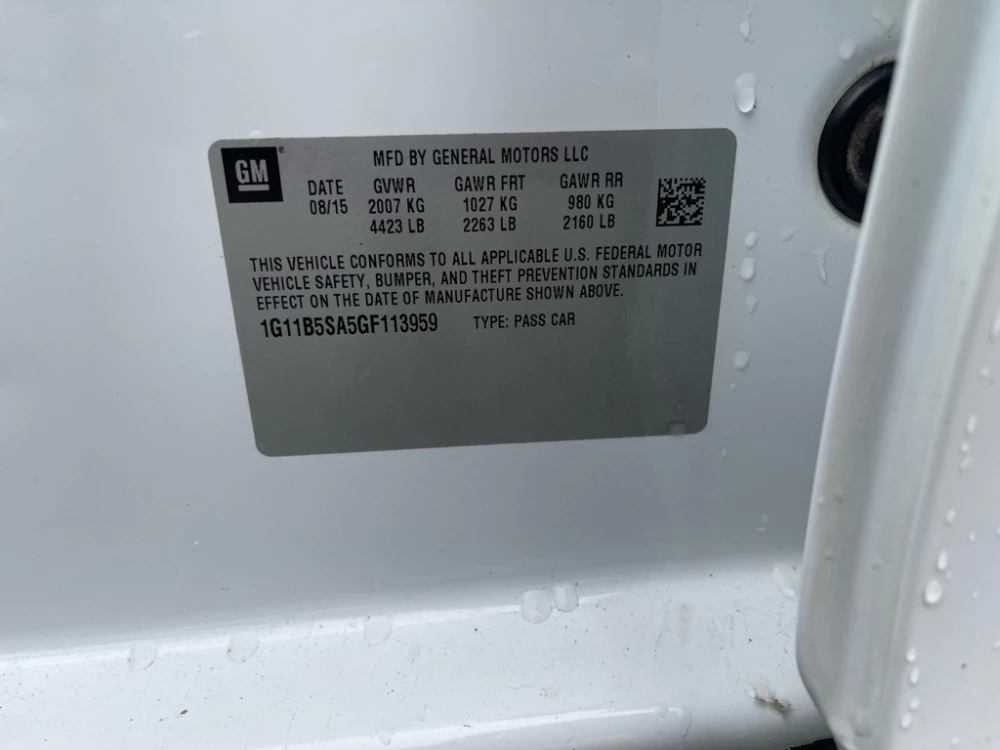 GM ®
MFD BY GENERAL MOTORS LLC
DATE GVWR GAWR FRT GAWR RR
08/15 2007 KG 1027 KG 980 KG
4423 LB 2263 LB 2160 LB
THIS VEHICLE CONFORMS TO ALL APPLICABLE U.S. FEDERAL MOTOR
VEHICLE SAFETY, BUMPER, AND THEFT PREVENTION STANDARDS IN
EFFECT ON THE DATE OF MANUFACTURE SHOWN ABOVE.
1G11B5SA5GF113959 TYPE: PASS CAR